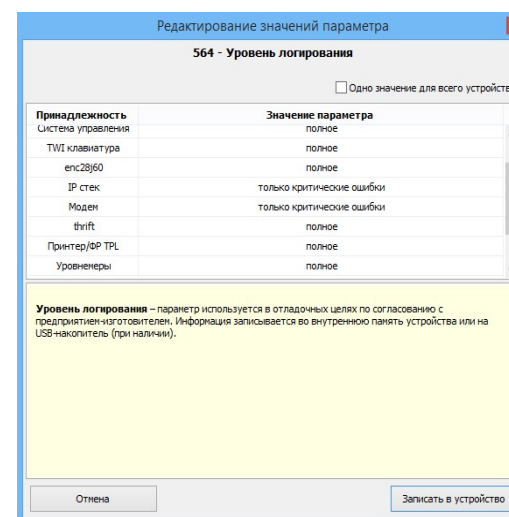 Редактирование значений параметра
564 - Уровень логирования
Одно значение для всего устройств
Принадлежность Значение параметра
Система управления полное
TWI клавиатура полное
enc28j60 полное
IP стек только критические ошибки
Модем только критические ошибки
thrift полное
Принтер/ФР TPL полное
Уровнемеры полное
Уровень логирования – параметр используется в отладочных целях по согласованию с
предприятием-изготовителем. Информация записывается во внутреннюю память устройства или на
USB-накопитель (при наличии).
Отмена Записать в устройство